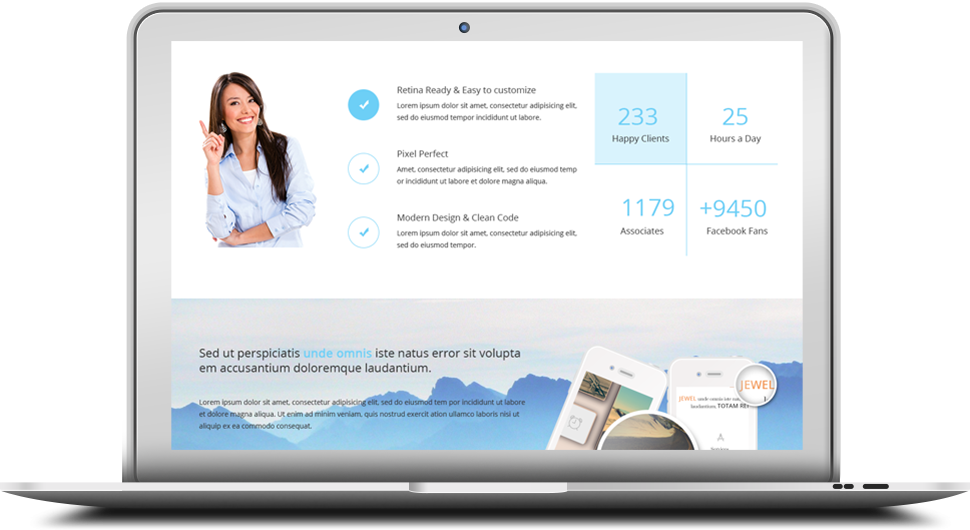 Retina Ready & Easy to customize
Lorem ipsum dolor sit amet, consectetur adipisicing elit,
sed do eiusmod tempor incididunt ut labore.
Pixel Perfect
Amet, consectetur adipisicing elit, sed do eiusmod temp
or incididunt ut labore et dolore magna aliqua.
Modern Design & Clean Code
Lorem ipsum dolor sit amet, consectetur adipisicing elit,
sed do eiusmod tempor.
233
Happy Clients
25
Hours a Day
1179
Associates
+9450
Facebook Fans
Sed ut perspiciatis unde omnis iste natus error sit volupta
em accusantium doloremque laudantium.
Lorem ipsum dolor sit amet, consectetur adipisicing elit, sed do eiusmod tempor incididunt ut labore
et dolore magna aliqua. Ut enim ad minim veniam, quis nostrud exercit ation ullamco laboris nisi ut
aliquip ex ea commodo consequat.
JEWEL
JEWEL unde omnis iste
laudantium, TOTAM RE